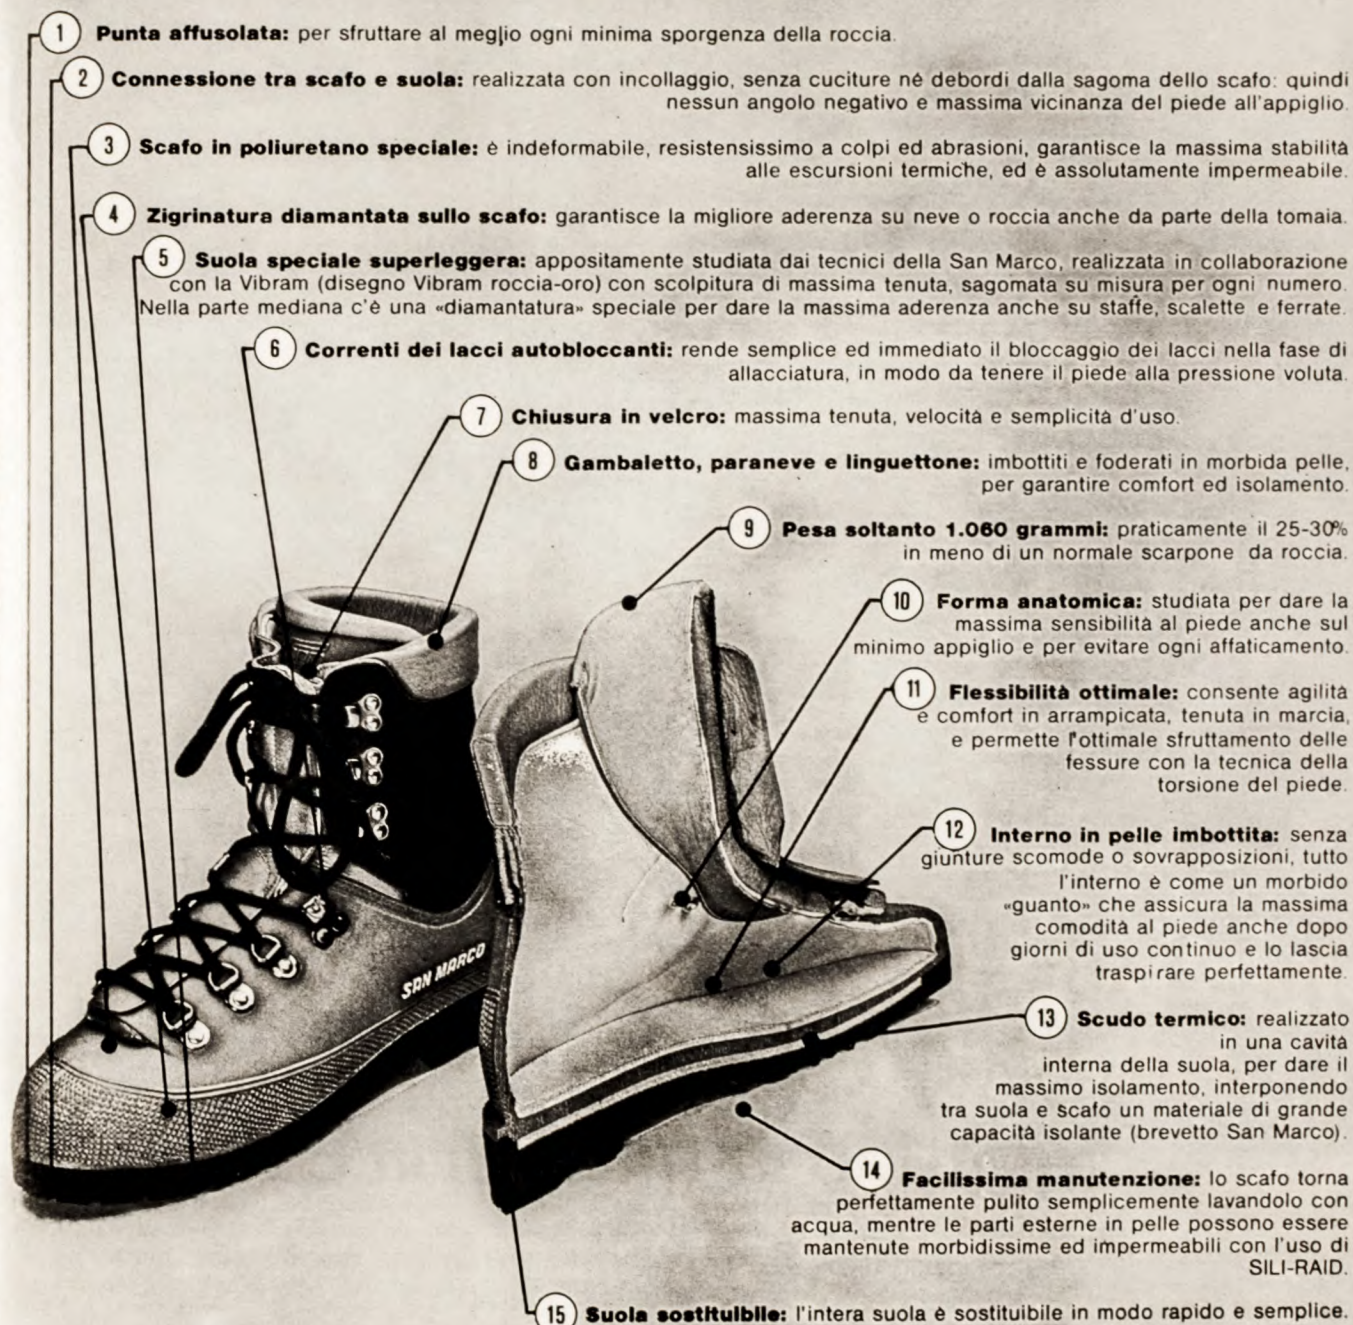 1 Punta affusolata: per sfruttare al meglio ogni minima sporgenza della roccia.
2 Connessione tra scafo e suola: realizzata con incollaggio, senza cuciture né debordi dalla sagoma dello scafo: quindi
nessun angolo negativo e massima vicinanza del piede all'appiglio.
3 Scafo in poliuretano speciale: è indeformabile, resistensissimo a colpi ed abrasioni, garantisce la massima stabilità
alle escursioni termiche, ed è assolutamente impermeabile.
4 Zigrinatura diamantata sullo scafo: garantisce la migliore aderenza su neve o roccia anche da parte della tomaia.
5 Suola speciale superleggera: appositamente studiata dai tecnici della San Marco, realizzata in collaborazione
con la Vibram (disegno Vibram roccia-oro) con scolpitura di massima tenuta, sagomata su misura per ogni numero.
Nella parte mediana c'è una «diamantatura» speciale per dare la massima aderenza anche su staffe, scalette e ferrate.
6 Correnti dei lacci autobloccanti: rende semplice ed immediato il bloccaggio dei lacci nella fase di
allacciatura, in modo da tenere il piede alla pressione voluta.
7 Chiusura in velcro: massima tenuta, velocità e semplicità d'uso.
8 Gambaletto, paraneve e linguettone: imbottiti e foderati in morbida pelle,
per garantire comfort ed isolamento.
9 Pesa soltanto 1.060 grammi: praticamente il 25-30%
in meno di un normale scarpone da roccia.
10 Forma anatomica: studiata per dare la
massima sensibilità al piede anche sul
minimo appiglio e per evitare ogni affaticamento.
11 Flessibilità ottimale: consente agilità
e comfort in arrampicata, tenuta in marcia,
e permette l'ottimale sfruttamento delle
fessure con la tecnica della
torsione del piede.
12 Interno in pelle imbottita: senza
giunture scomode o sovrapposizioni, tutto
l'interno è come un morbido
«guanto» che assicura la massima
comodità al piede anche dopo
giorni di uso continuo e lo lascia
traspirare perfettamente.
SAN MARCO
13 Scudo termico: realizzato
in una cavità
interna della suola, per dare il
massimo isolamento, interponendo
tra suola e scafo un materiale di grande
capacità isolante (brevetto San Marco).
14 Facilissima manutenzione: lo scafo torna
perfettamente pulito semplicemente lavandolo con
acqua, mentre le parti esterne in pelle possono essere
mantenute morbidissime ed impermeabili con l'uso di
SILI-RAID.
15 Suola sostituibile: l'intera suola è sostituibile in modo rapido e semplice.